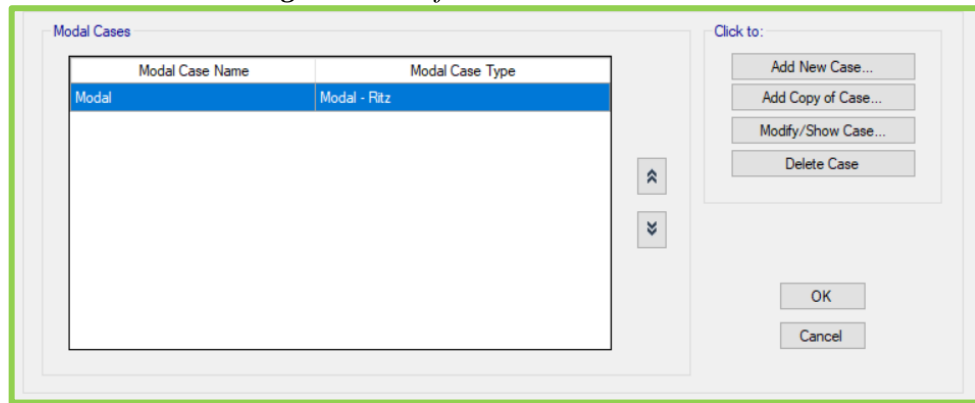 Modal Cases
Click to:
Modal Case Name Modal Case Type
Modal Modal - Ritz
Add New Case...
Add Copy of Case...
Modify/Show Case...
Delete Case
OK
Cancel